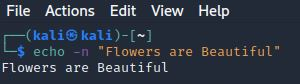 File Actions Edit View Help
┌──(kali㉿kali)-[~]
└─$ echo -n "Flowers are Beautiful"
Flowers are Beautiful